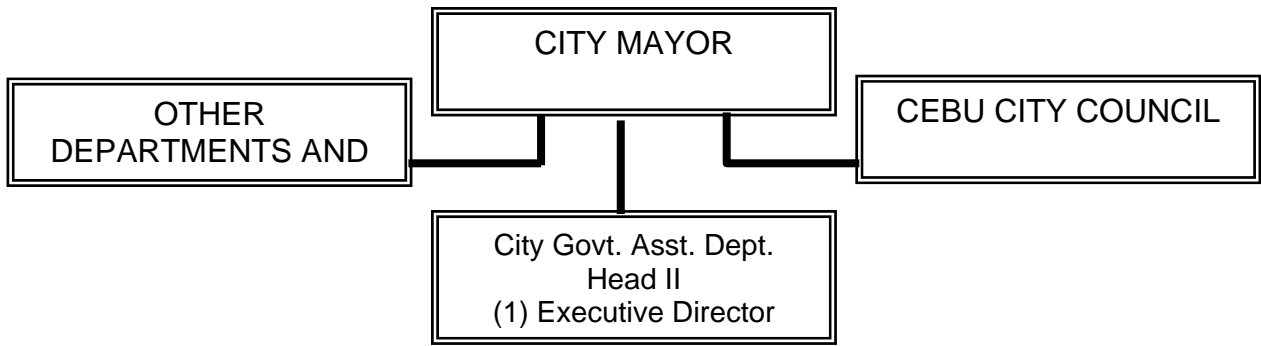 CITY MAYOR
OTHER
DEPARTMENTS AND
CEBU CITY COUNCIL
City Govt. Asst. Dept.
Head II
(1) Executive Director